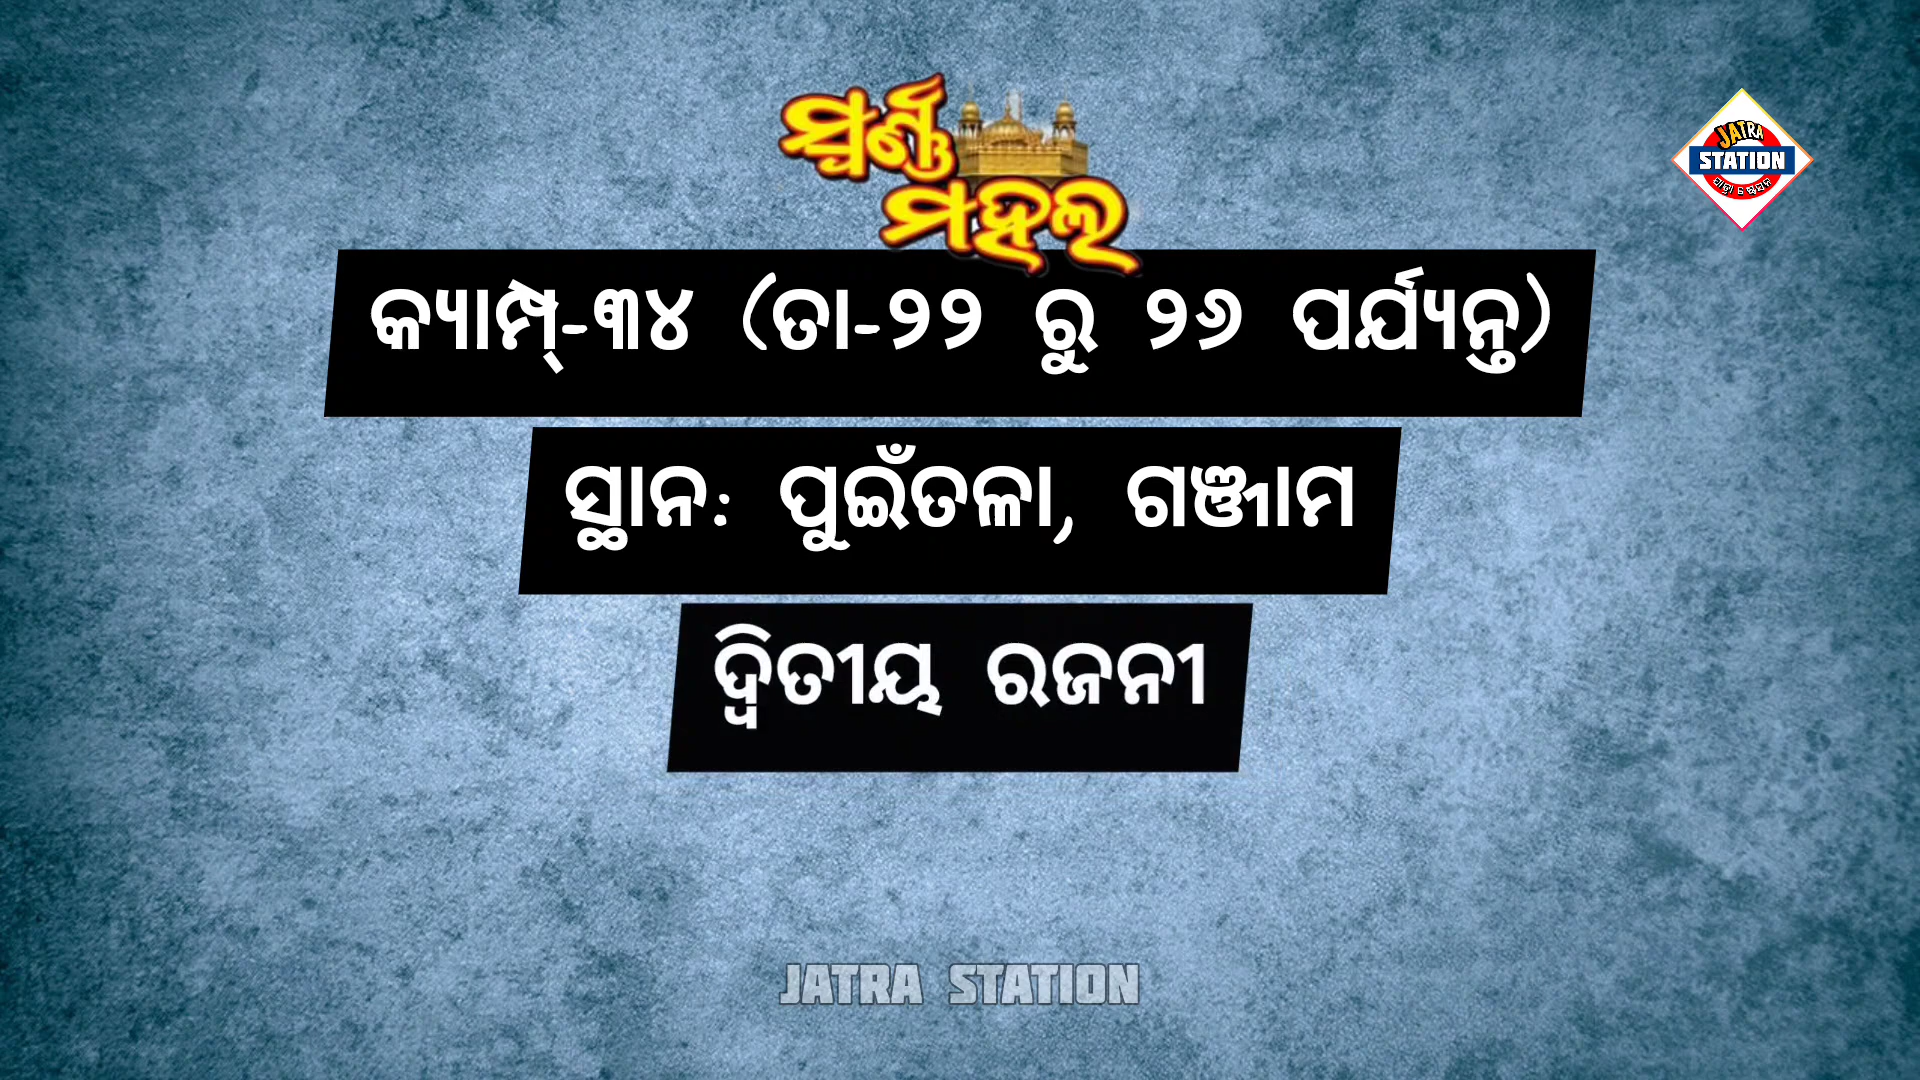 ସ୍ୱର୍ଣ୍ଣ
ମହଲ
JATRA
STATION
କ୍ୟାମ୍ପ୍-୩୪ (ତା-୨୨ ରୁ ୨୬ ପର୍ଯ୍ୟନ୍ତ)
ସ୍ଥାନ: ପୁଇଁତଳା, ଗଞ୍ଜାମ
ଦ୍ୱିତୀୟ ରଜନୀ
JATRA STATION